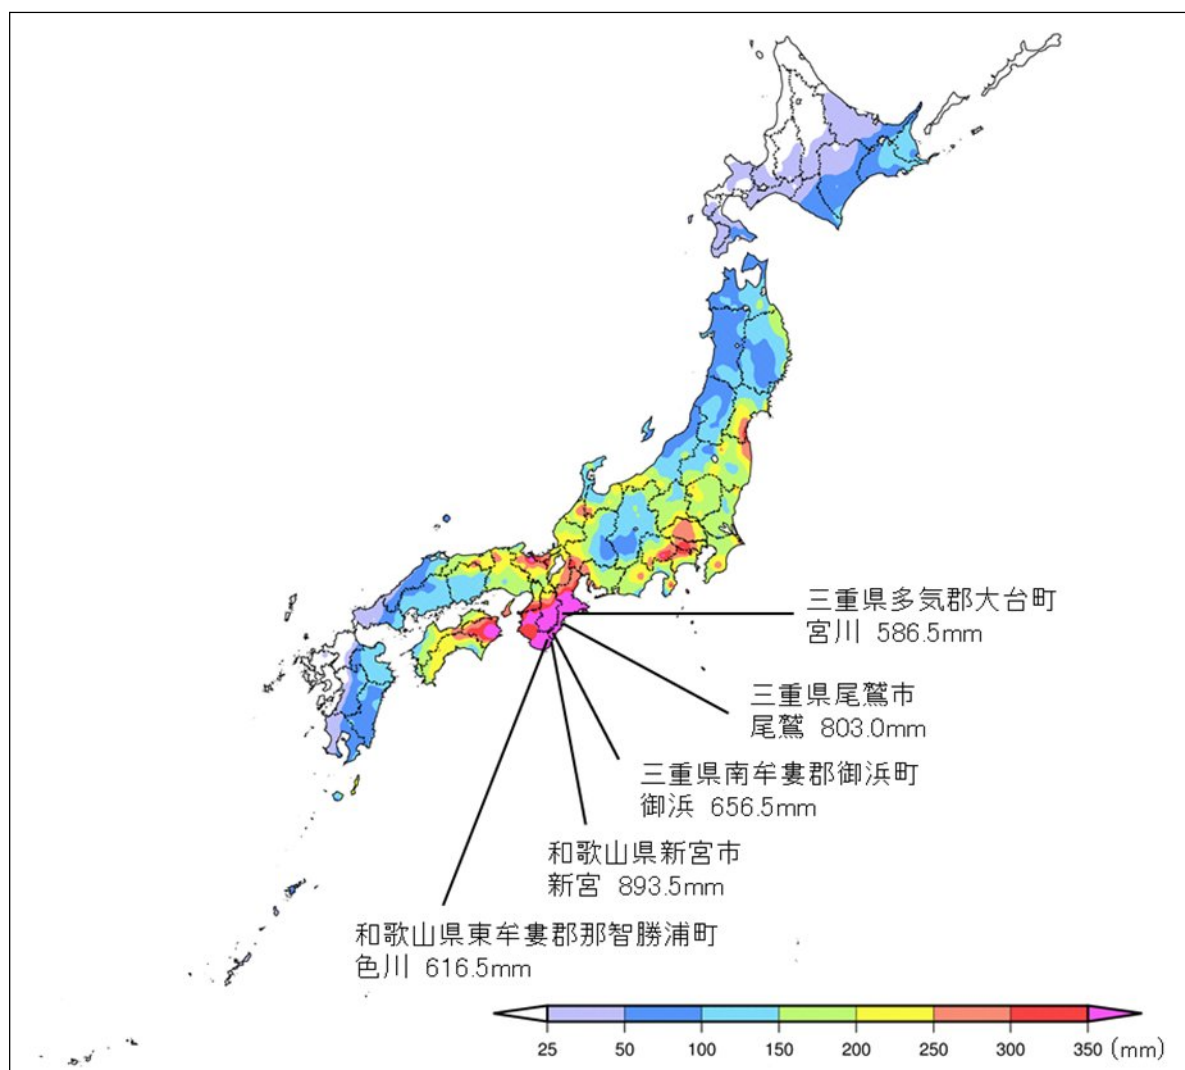 三重県多気郡大台町
宮川 586.5mm
三重県尾鷲市
尾鷲 803.0mm
三重県南牟婁郡御浜町
御浜 656.5mm
和歌山県新宮市
新宮 893.5mm
和歌山県東牟婁郡那智勝浦町
色川 616.5mm
25 50 100 150 200 250 300 350 (mm)